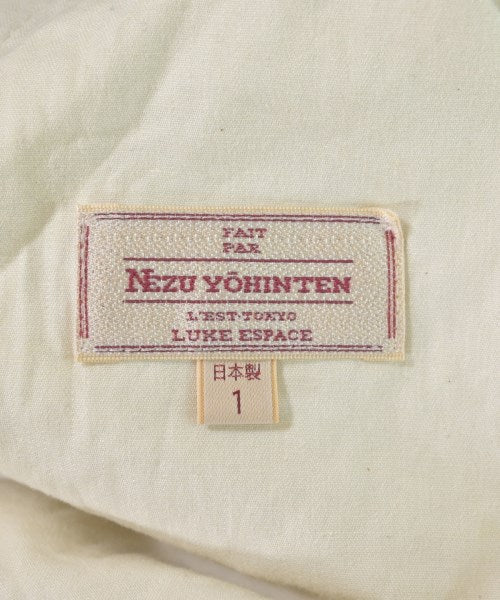 FAIT
PAR
NEZU YŌHINTEN
L'EST-TOKYO
LUKE ESPACE
日本製
1